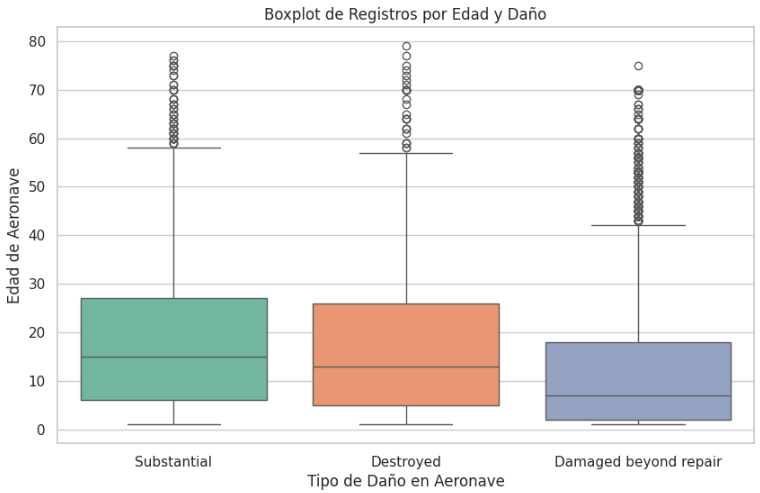 Boxplot de Registros por Edad y Daño
80
70
60
50
40
30
20
10
0
Edad de Aeronave
Substantial
Destroyed
Damaged beyond repair
Tipo de Daño en Aeronave